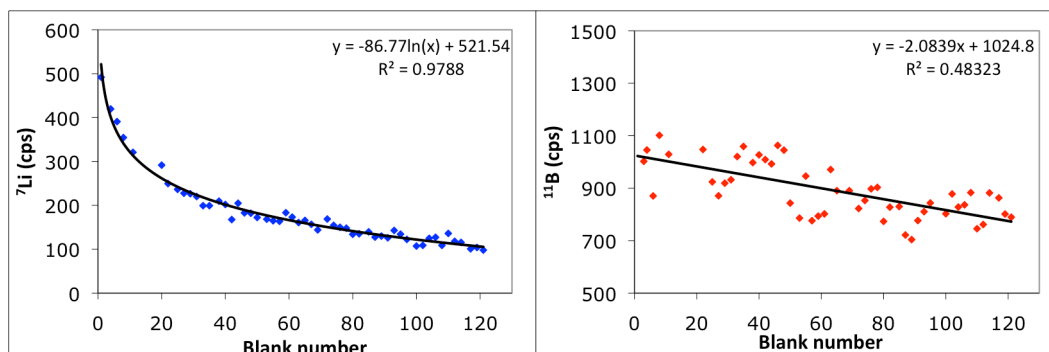 600
500
400
300
200
100
0
⁷Li (cps)
y = -86.77ln(x) + 521.54
R² = 0.9788
0 20 40 60 80 100 120
Blank number
1500
1300
1100
900
700
500
¹¹B (cps)
y = -2.0839x + 1024.8
R² = 0.48323
0 20 40 60 80 100 120
Blank number